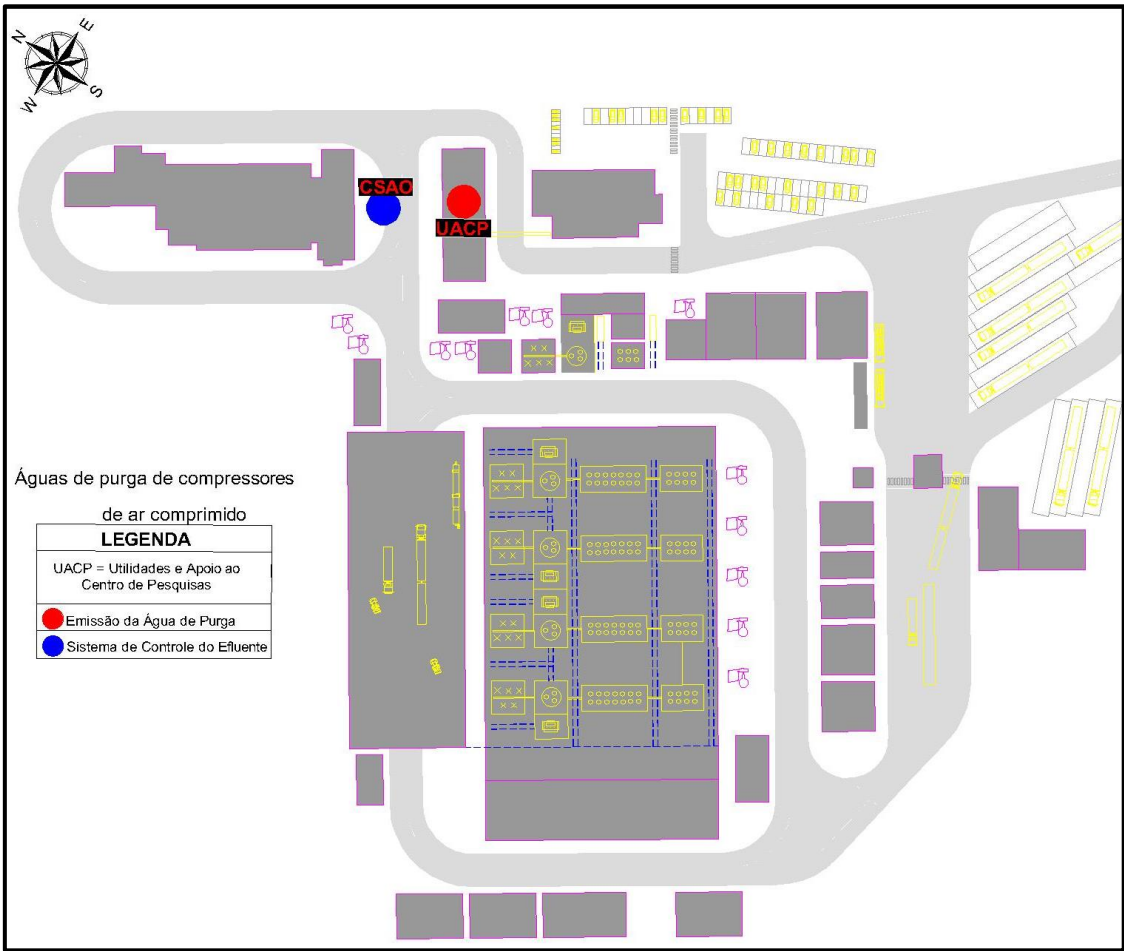 N
E
W
S
CSAO
UACP
Águas de purga de compressores
de ar comprimido
LEGENDA
UACP = Utilidades e Apoio ao
Centro de Pesquisas
Emissão da Água de Purga
Sistema de Controle do Efluente